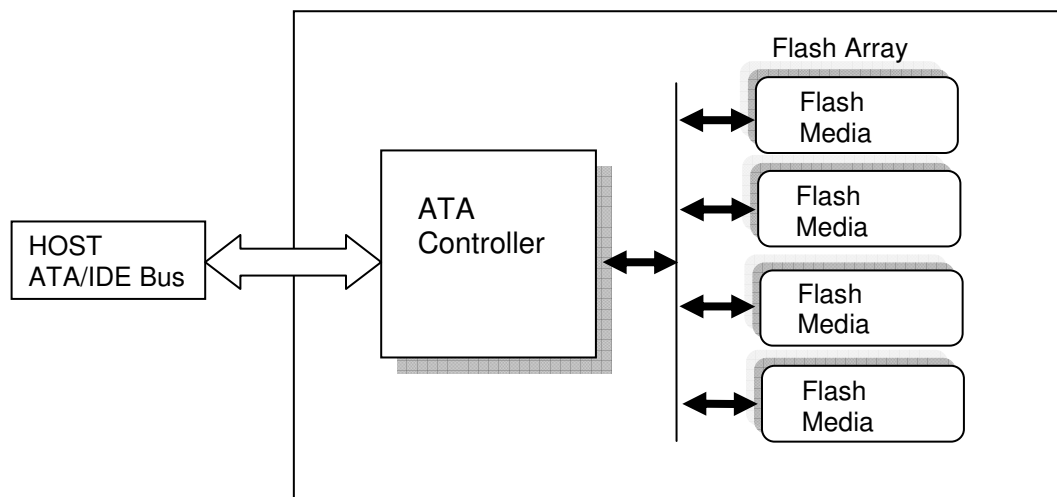 Flash Array
Flash
Media
Flash
Media
Flash
Media
Flash
Media
ATA
Controller
HOST
ATA/IDE Bus